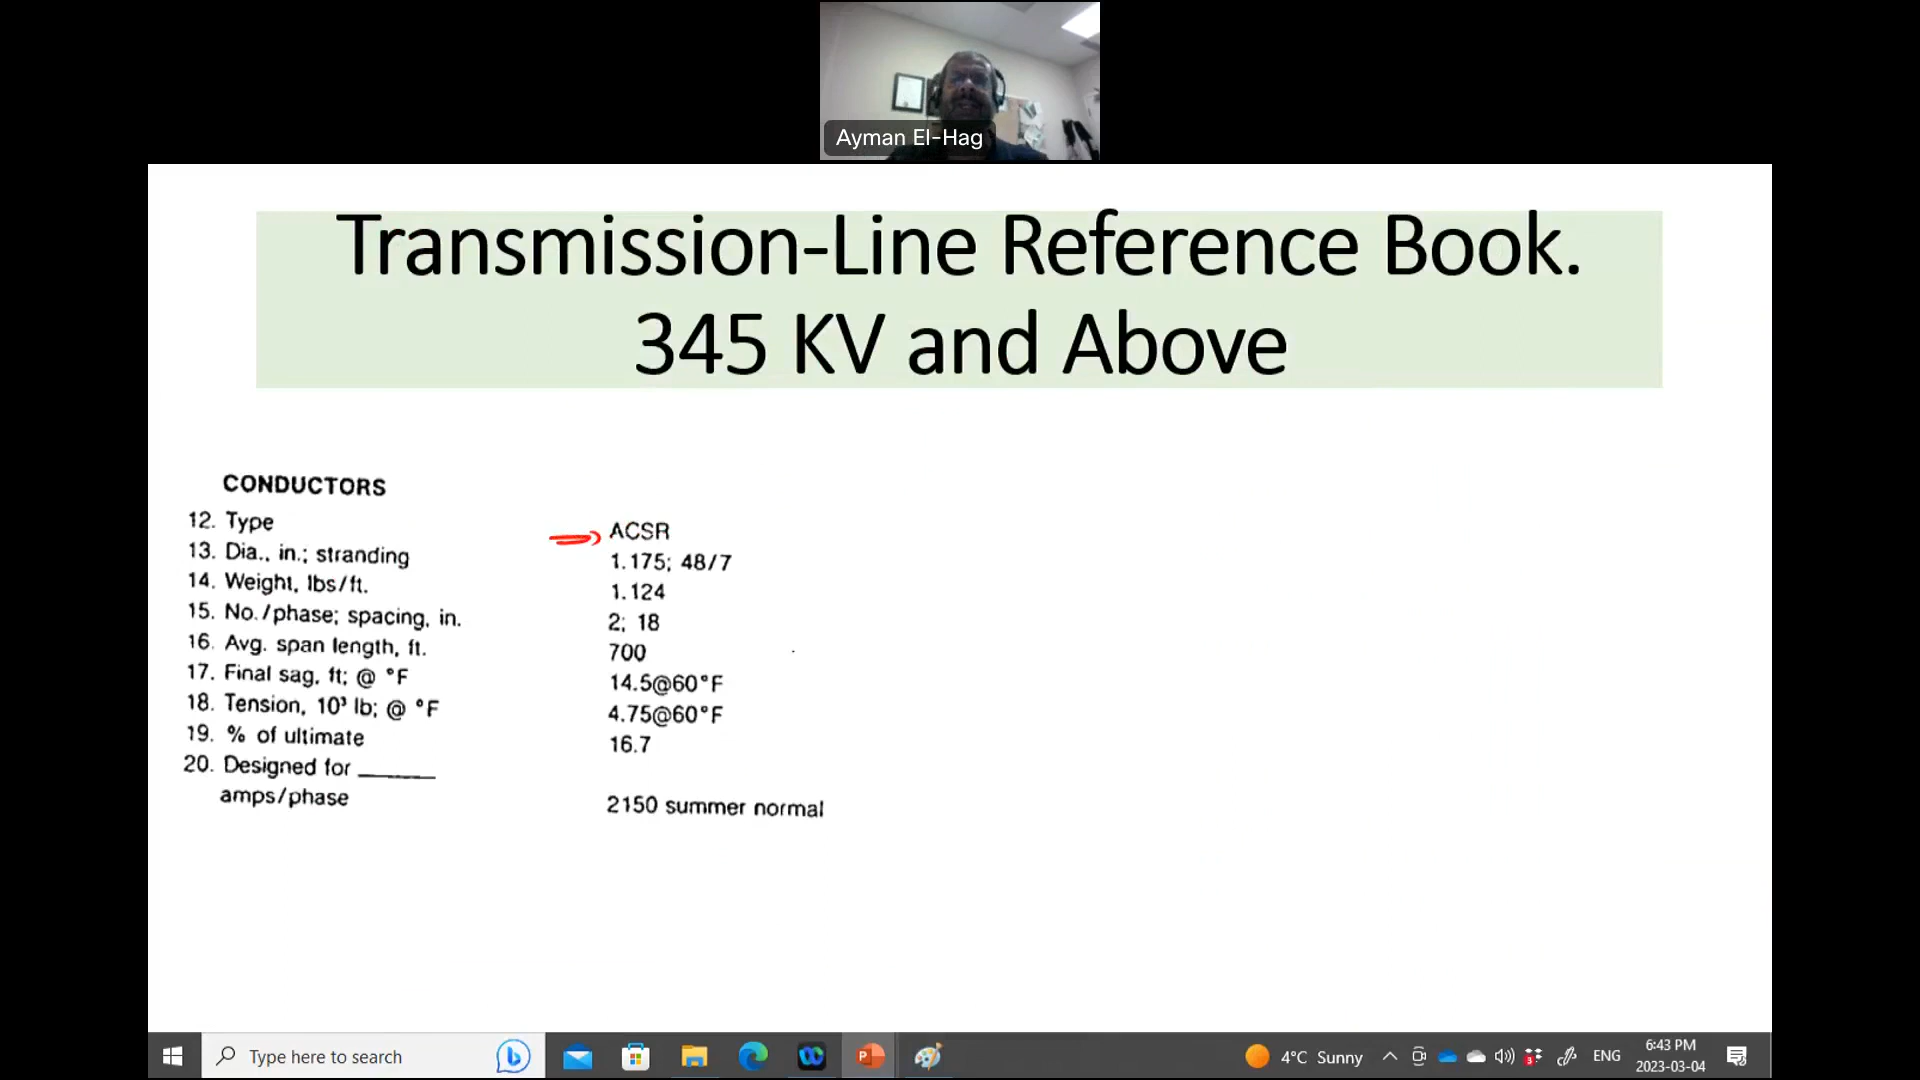 Ayman El-Hag
Transmission-Line Reference Book.
345 KV and Above
CONDUCTORS
12. Type ACSR
13. Dia., in.; stranding 1.175; 48/7
14. Weight, lbs/ft. 1.124
15. No./phase; spacing, in. 2; 18
16. Avg. span length, ft. 700
17. Final sag, ft; @ °F 14.5@60°F
18. Tension, 10³ lb; @ °F 4.75@60°F
19. % of ultimate 16.7
20. Designed for ______
amps/phase 2150 summer normal
Type here to search
4°C Sunny
ENG
6:43 PM
2023-03-04